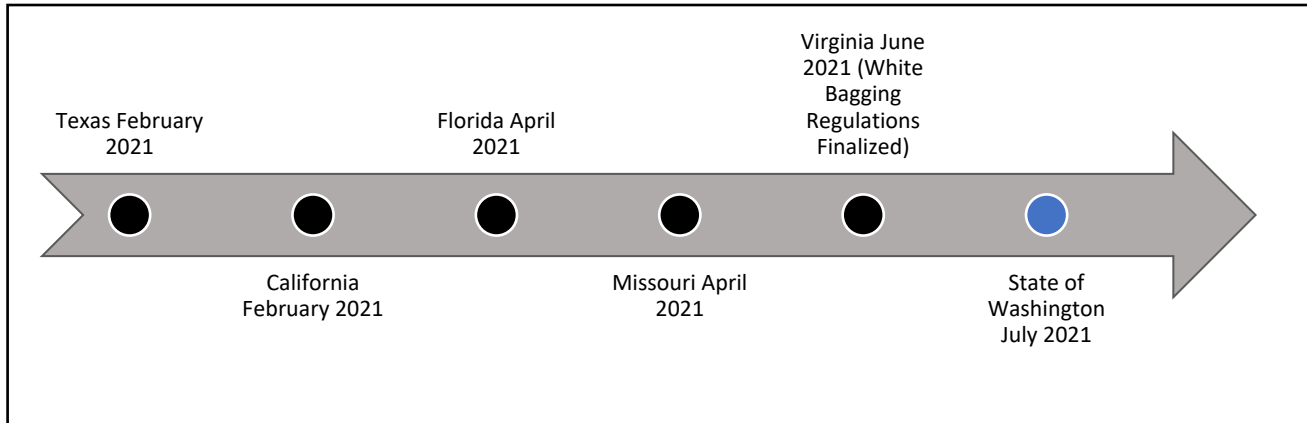 Texas February
2021
California
February 2021
Florida April
2021
Missouri April
2021
Virginia June
2021 (White
Bagging
Regulations
Finalized)
State of
Washington
July 2021